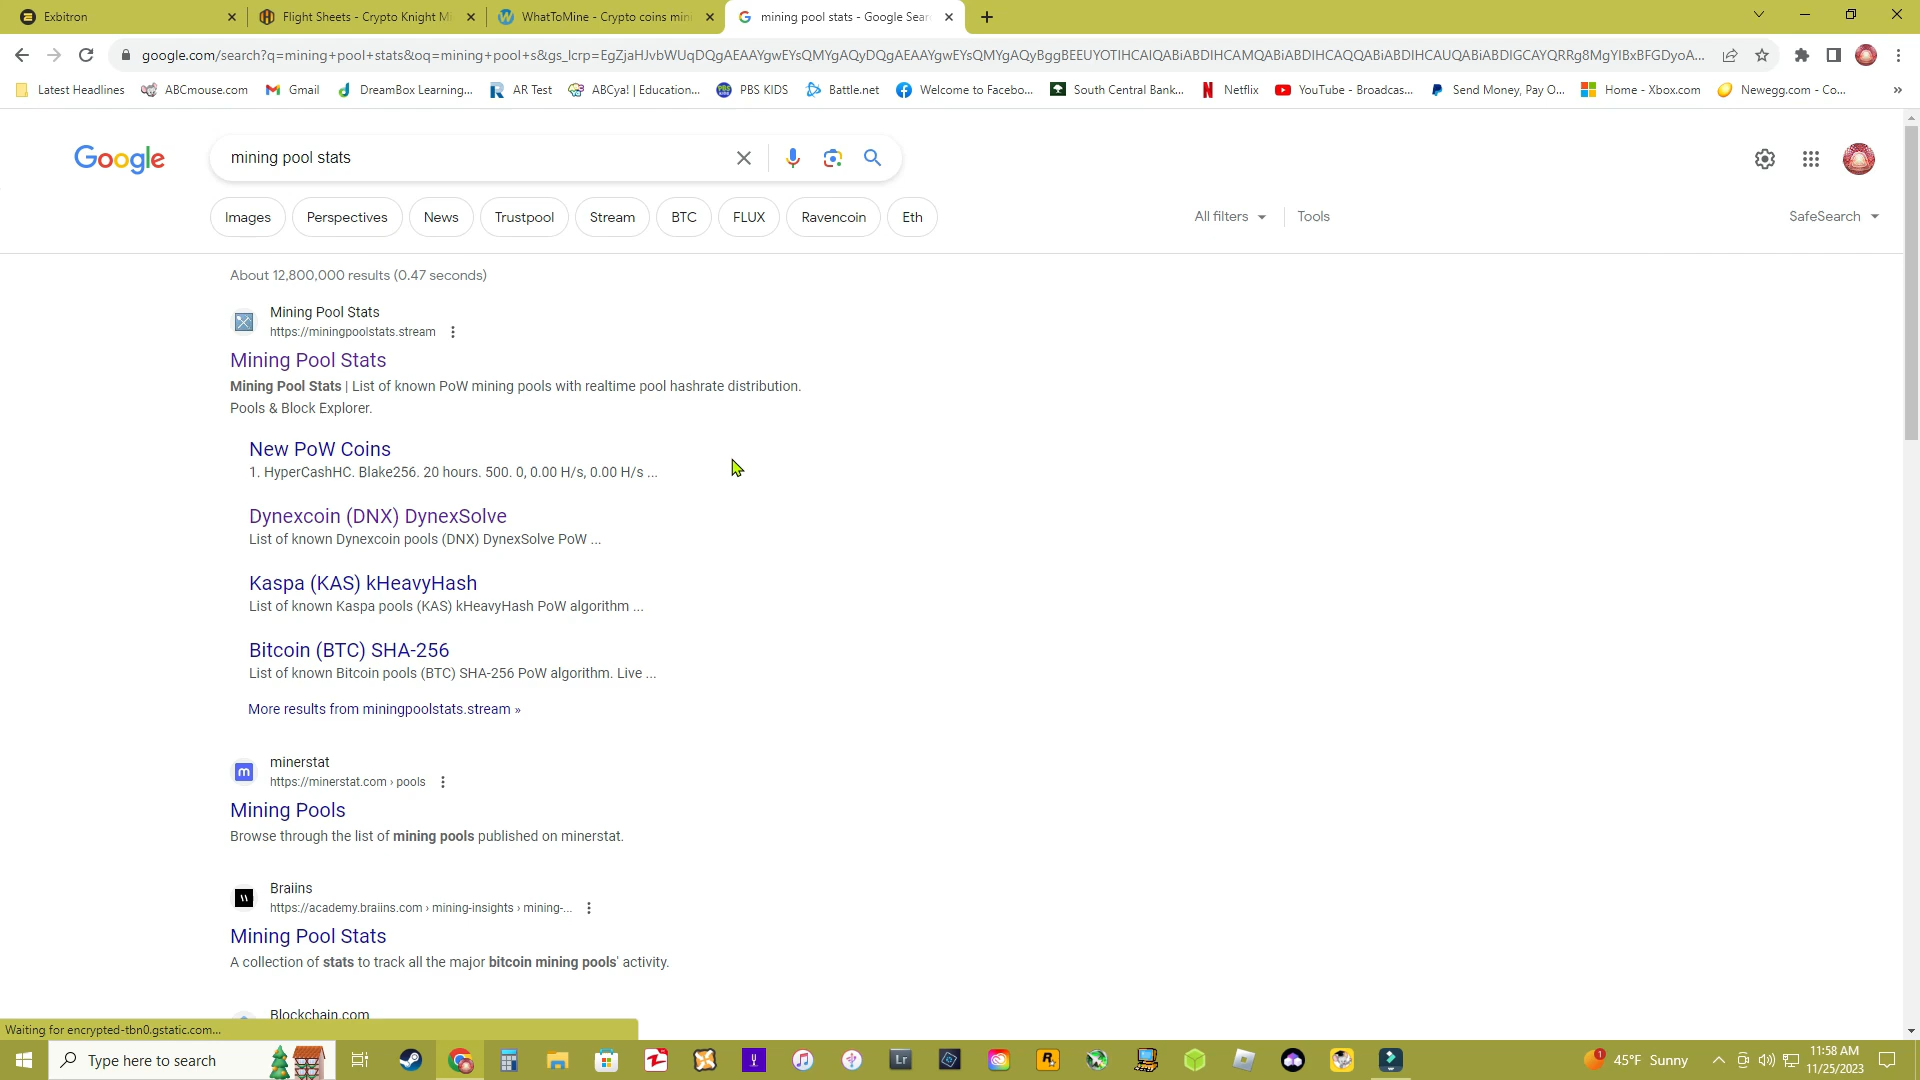 Exbitron
Flight Sheets - Crypto Knight Mi
WhatToMine - Crypto coins mini
mining pool stats - Google Sear
google.com/search?q=mining+pool+stats&oq=mining+pool+s&gs_lcrp=EgZjaHJvbWUqDQgAEAAYgwEYsQMYgAQyDQgAEAAYgwEYsQMYgAQyBggBEEUYOTIHCAIQABiABDIHCAMQABiABDIHCAQQABiABDIHCAUQABiABDIGCAYQRRg8MgYIBxBFGDyoA...
Latest Headlines
ABCmouse.com
Gmail
DreamBox Learning...
AR Test
ABCya! | Education...
PBS KIDS
Battle.net
Welcome to Facebo...
South Central Bank...
Netflix
YouTube - Broadcas...
Send Money, Pay O...
Home - Xbox.com
Newegg.com - Co...
Google
mining pool stats
Images
Perspectives
News
Trustpool
Stream
BTC
FLUX
Ravencoin
Eth
All filters
Tools
SafeSearch
About 12,800,000 results (0.47 seconds)
Mining Pool Stats
https://miningpoolstats.stream
Mining Pool Stats
Mining Pool Stats | List of known PoW mining pools with realtime pool hashrate distribution.
Pools & Block Explorer.
New PoW Coins
1. HyperCashHC. Blake256. 20 hours. 500. 0, 0.00 H/s, 0.00 H/s ...
Dynexcoin (DNX) DynexSolve
List of known Dynexcoin pools (DNX) DynexSolve PoW ...
Kaspa (KAS) kHeavyHash
List of known Kaspa pools (KAS) kHeavyHash PoW algorithm ...
Bitcoin (BTC) SHA-256
List of known Bitcoin pools (BTC) SHA-256 PoW algorithm. Live ...
More results from miningpoolstats.stream »
minerstat
https://minerstat.com › pools
Mining Pools
Browse through the list of mining pools published on minerstat.
Braiins
https://academy.braiins.com › mining-insights › mining-...
Mining Pool Stats
A collection of stats to track all the major bitcoin mining pools' activity.
Blockchain.com
Waiting for encrypted-tbn0.gstatic.com...
Type here to search
1
45°F Sunny
11:58 AM
11/25/2023